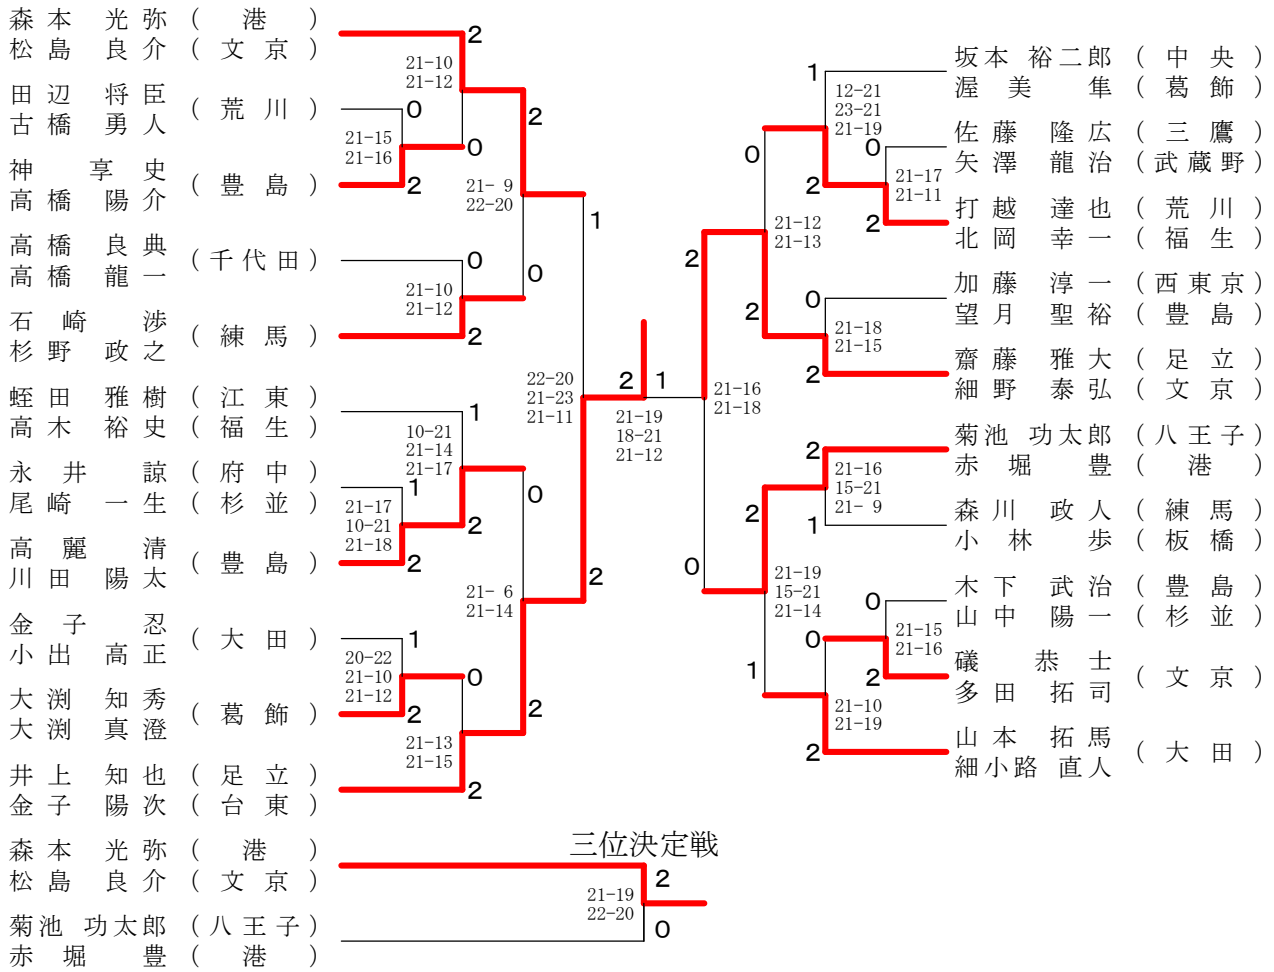 森本 光弥 ( 港 )
松島 良介 ( 文京 )
田辺 将臣
古橋 勇人
( 荒川 )
神 享史
高橋 陽介
( 豊島 )
高橋 良典
高橋 龍一
( 千代田 )
石崎 渉
杉野 政之
( 練馬 )
蛭田 雅樹 ( 江東 )
高木 裕史 ( 福生 )
永井 諒 ( 府中 )
尾崎 一生 ( 杉並 )
高麗 清
川田 陽太
( 豊島 )
金子 忍
小出 高正
( 大田 )
大渕 知秀
大渕 真澄
( 葛飾 )
井上 知也 ( 足立 )
金子 陽次 ( 台東 )
2
21-10
21-12
0
21-15
21-16
2
0
2
21- 9
22-20
0
0
21-10
21-12
2
1
1
10-21
21-14
21-17
1
21-17
10-21
21-18
2
2
0
21- 6
21-14
2
1
20-22
21-10
21-12
2
0
21-13
21-15
2
2
22-20
21-23
21-11
2
1
21-19
18-21
21-12
坂本 裕二郎 ( 中央 )
渥美 隼 ( 葛飾 )
佐藤 隆広 ( 三鷹 )
矢澤 龍治 ( 武蔵野 )
打越 達也 ( 荒川 )
北岡 幸一 ( 福生 )
加藤 淳一 ( 西東京 )
望月 聖裕 ( 豊島 )
齋藤 雅大 ( 足立 )
細野 泰弘 ( 文京 )
菊池 功太郎 ( 八王子 )
赤堀 豊 ( 港 )
森川 政人 ( 練馬 )
小林 歩 ( 板橋 )
木下 武治 ( 豊島 )
山中 陽一 ( 杉並 )
礒 恭士
多田 拓司
( 文京 )
山本 拓馬
細小路 直人
( 大田 )
1
12-21
23-21
21-19
0
21-17
21-11
2
2
0
21-12
21-13
2
0
21-18
21-15
2
2
21-16
21-18
0
2
21-16
15-21
21- 9
1
2
21-19
15-21
21-14
1
0
21-15
21-16
2
0
21-10
21-19
2
三位決定戦
森本 光弥 ( 港 )
松島 良介 ( 文京 )
2
21-19
22-20
0
菊池 功太郎 ( 八王子 )
赤堀 豊 ( 港 )